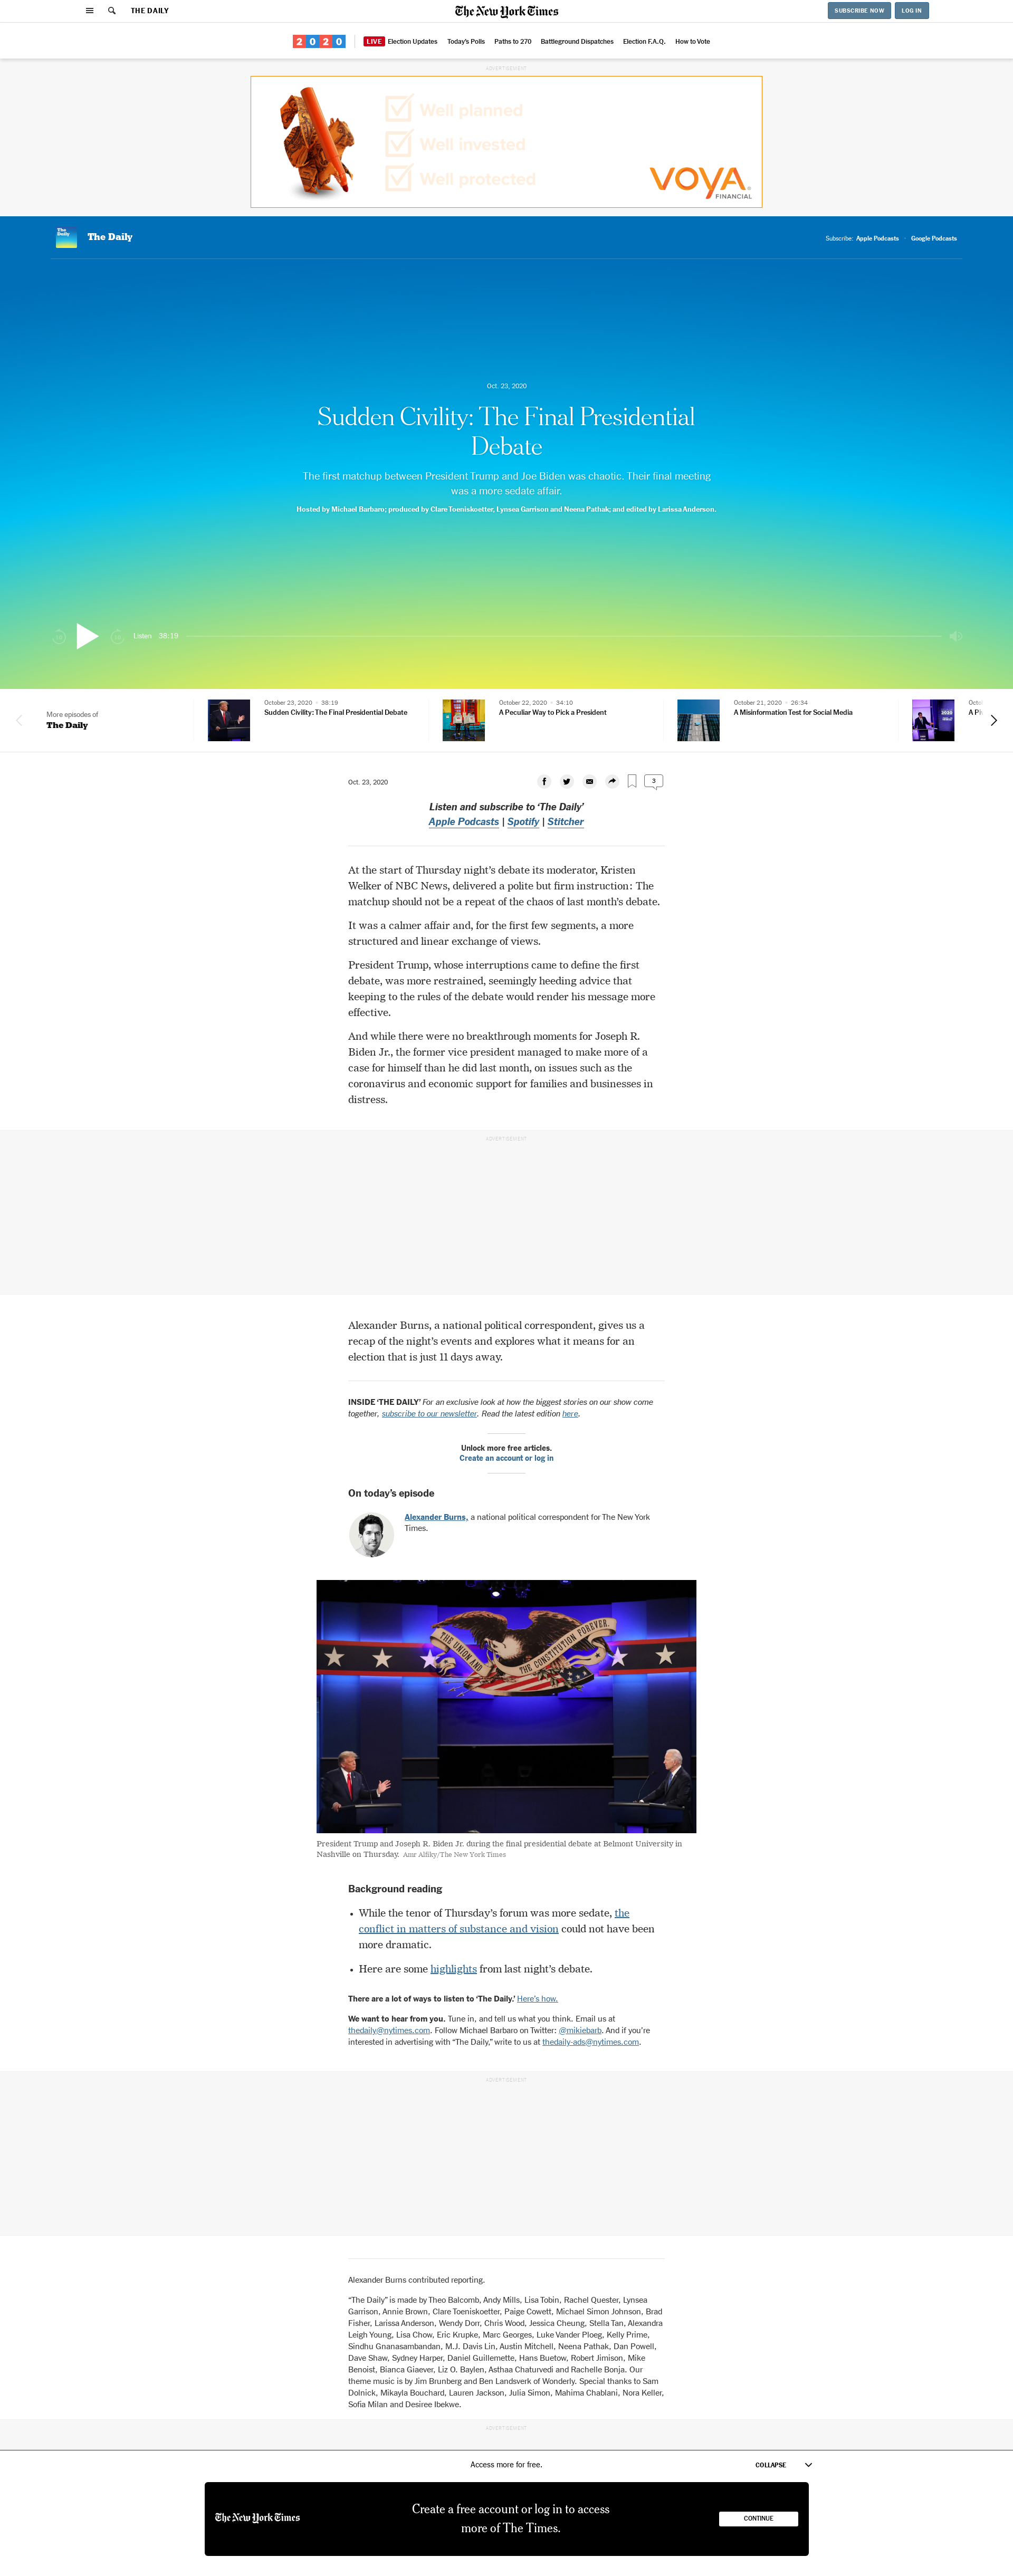 THE DAILY
The New York Times
SUBSCRIBE NOW
LOG IN
2020
LIVE Election Updates
Today's Polls
Paths to 270
Battleground Dispatches
Election F.A.Q.
How to Vote
ADVERTISEMENT
Well planned
Well invested
Well protected
VOYA
FINANCIAL
The Daily
The Daily
Subscribe: Apple Podcasts
Google Podcasts
Oct. 23, 2020
Sudden Civility: The Final Presidential
Debate
The first matchup between President Trump and Joe Biden was chaotic. Their final meeting
was a more sedate affair.
Hosted by Michael Barbaro; produced by Clare Toeniskoetter, Lynsea Garrison and Neena Pathak; and edited by Larissa Anderson.
Listen 38:19
More episodes of
The Daily
October 23, 2020 • 38:19
Sudden Civility: The Final Presidential Debate
October 22, 2020 • 34:10
A Peculiar Way to Pick a President
October 21, 2020 • 26:34
A Misinformation Test for Social Media
Oct. 23, 2020
3
Listen and subscribe to ‘The Daily’
Apple Podcasts | Spotify | Stitcher
At the start of Thursday night’s debate its moderator, Kristen
Welker of NBC News, delivered a polite but firm instruction: The
matchup should not be a repeat of the chaos of last month’s debate.
It was a calmer affair and, for the first few segments, a more
structured and linear exchange of views.
President Trump, whose interruptions came to define the first
debate, was more restrained, seemingly heeding advice that
keeping to the rules of the debate would render his message more
effective.
And while there were no breakthrough moments for Joseph R.
Biden Jr., the former vice president managed to make more of a
case for himself than he did last month, on issues such as the
coronavirus and economic support for families and businesses in
distress.
ADVERTISEMENT
Alexander Burns, a national political correspondent, gives us a
recap of the night’s events and explores what it means for an
election that is just 11 days away.
INSIDE ‘THE DAILY’ For an exclusive look at how the biggest stories on our show come
together, subscribe to our newsletter. Read the latest edition here.
Unlock more free articles.
Create an account or log in
On today’s episode
Alexander Burns, a national political correspondent for The New York
Times.
THE UNION AND THE CONSTITUTION FOREVER.
President Trump and Joseph R. Biden Jr. during the final presidential debate at Belmont University in
Nashville on Thursday. Amr Alfiky/The New York Times
Background reading
• While the tenor of Thursday’s forum was more sedate, the
conflict in matters of substance and vision could not have been
more dramatic.
• Here are some highlights from last night’s debate.
There are a lot of ways to listen to ‘The Daily.’ Here’s how.
We want to hear from you. Tune in, and tell us what you think. Email us at
thedaily@nytimes.com. Follow Michael Barbaro on Twitter: @mikiebarb. And if you’re
interested in advertising with “The Daily,” write to us at thedaily-ads@nytimes.com.
ADVERTISEMENT
Alexander Burns contributed reporting.
“The Daily” is made by Theo Balcomb, Andy Mills, Lisa Tobin, Rachel Quester, Lynsea
Garrison, Annie Brown, Clare Toeniskoetter, Paige Cowett, Michael Simon Johnson, Brad
Fisher, Larissa Anderson, Wendy Dorr, Chris Wood, Jessica Cheung, Stella Tan, Alexandra
Leigh Young, Lisa Chow, Eric Krupke, Marc Georges, Luke Vander Ploeg, Kelly Prime,
Sindhu Gnanasambandan, M.J. Davis Lin, Austin Mitchell, Neena Pathak, Dan Powell,
Dave Shaw, Sydney Harper, Daniel Guillemette, Hans Buetow, Robert Jimison, Mike
Benoist, Bianca Giaever, Liz O. Baylen, Asthaa Chaturvedi and Rachelle Bonja. Our
theme music is by Jim Brunberg and Ben Landsverk of Wonderly. Special thanks to Sam
Dolnick, Mikayla Bouchard, Lauren Jackson, Julia Simon, Mahima Chablani, Nora Keller,
Sofia Milan and Desiree Ibekwe.
ADVERTISEMENT
Access more for free.
COLLAPSE
The New York Times
Create a free account or log in to access
more of The Times.
CONTINUE